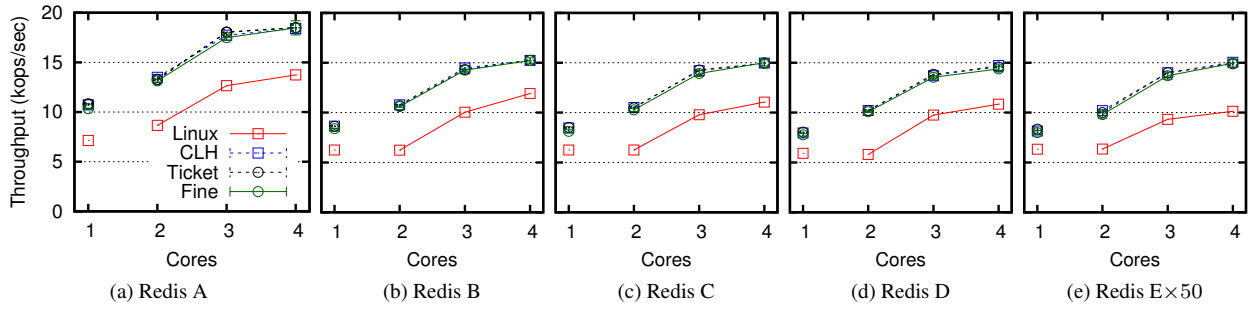 Throughput (kops/sec)
20
15
10
5
0
Linux
CLH
Ticket
Fine
1 2 3 4
Cores
(a) Redis A
1 2 3 4
Cores
(b) Redis B
1 2 3 4
Cores
(c) Redis C
1 2 3 4
Cores
(d) Redis D
1 2 3 4
Cores
(e) Redis E×50